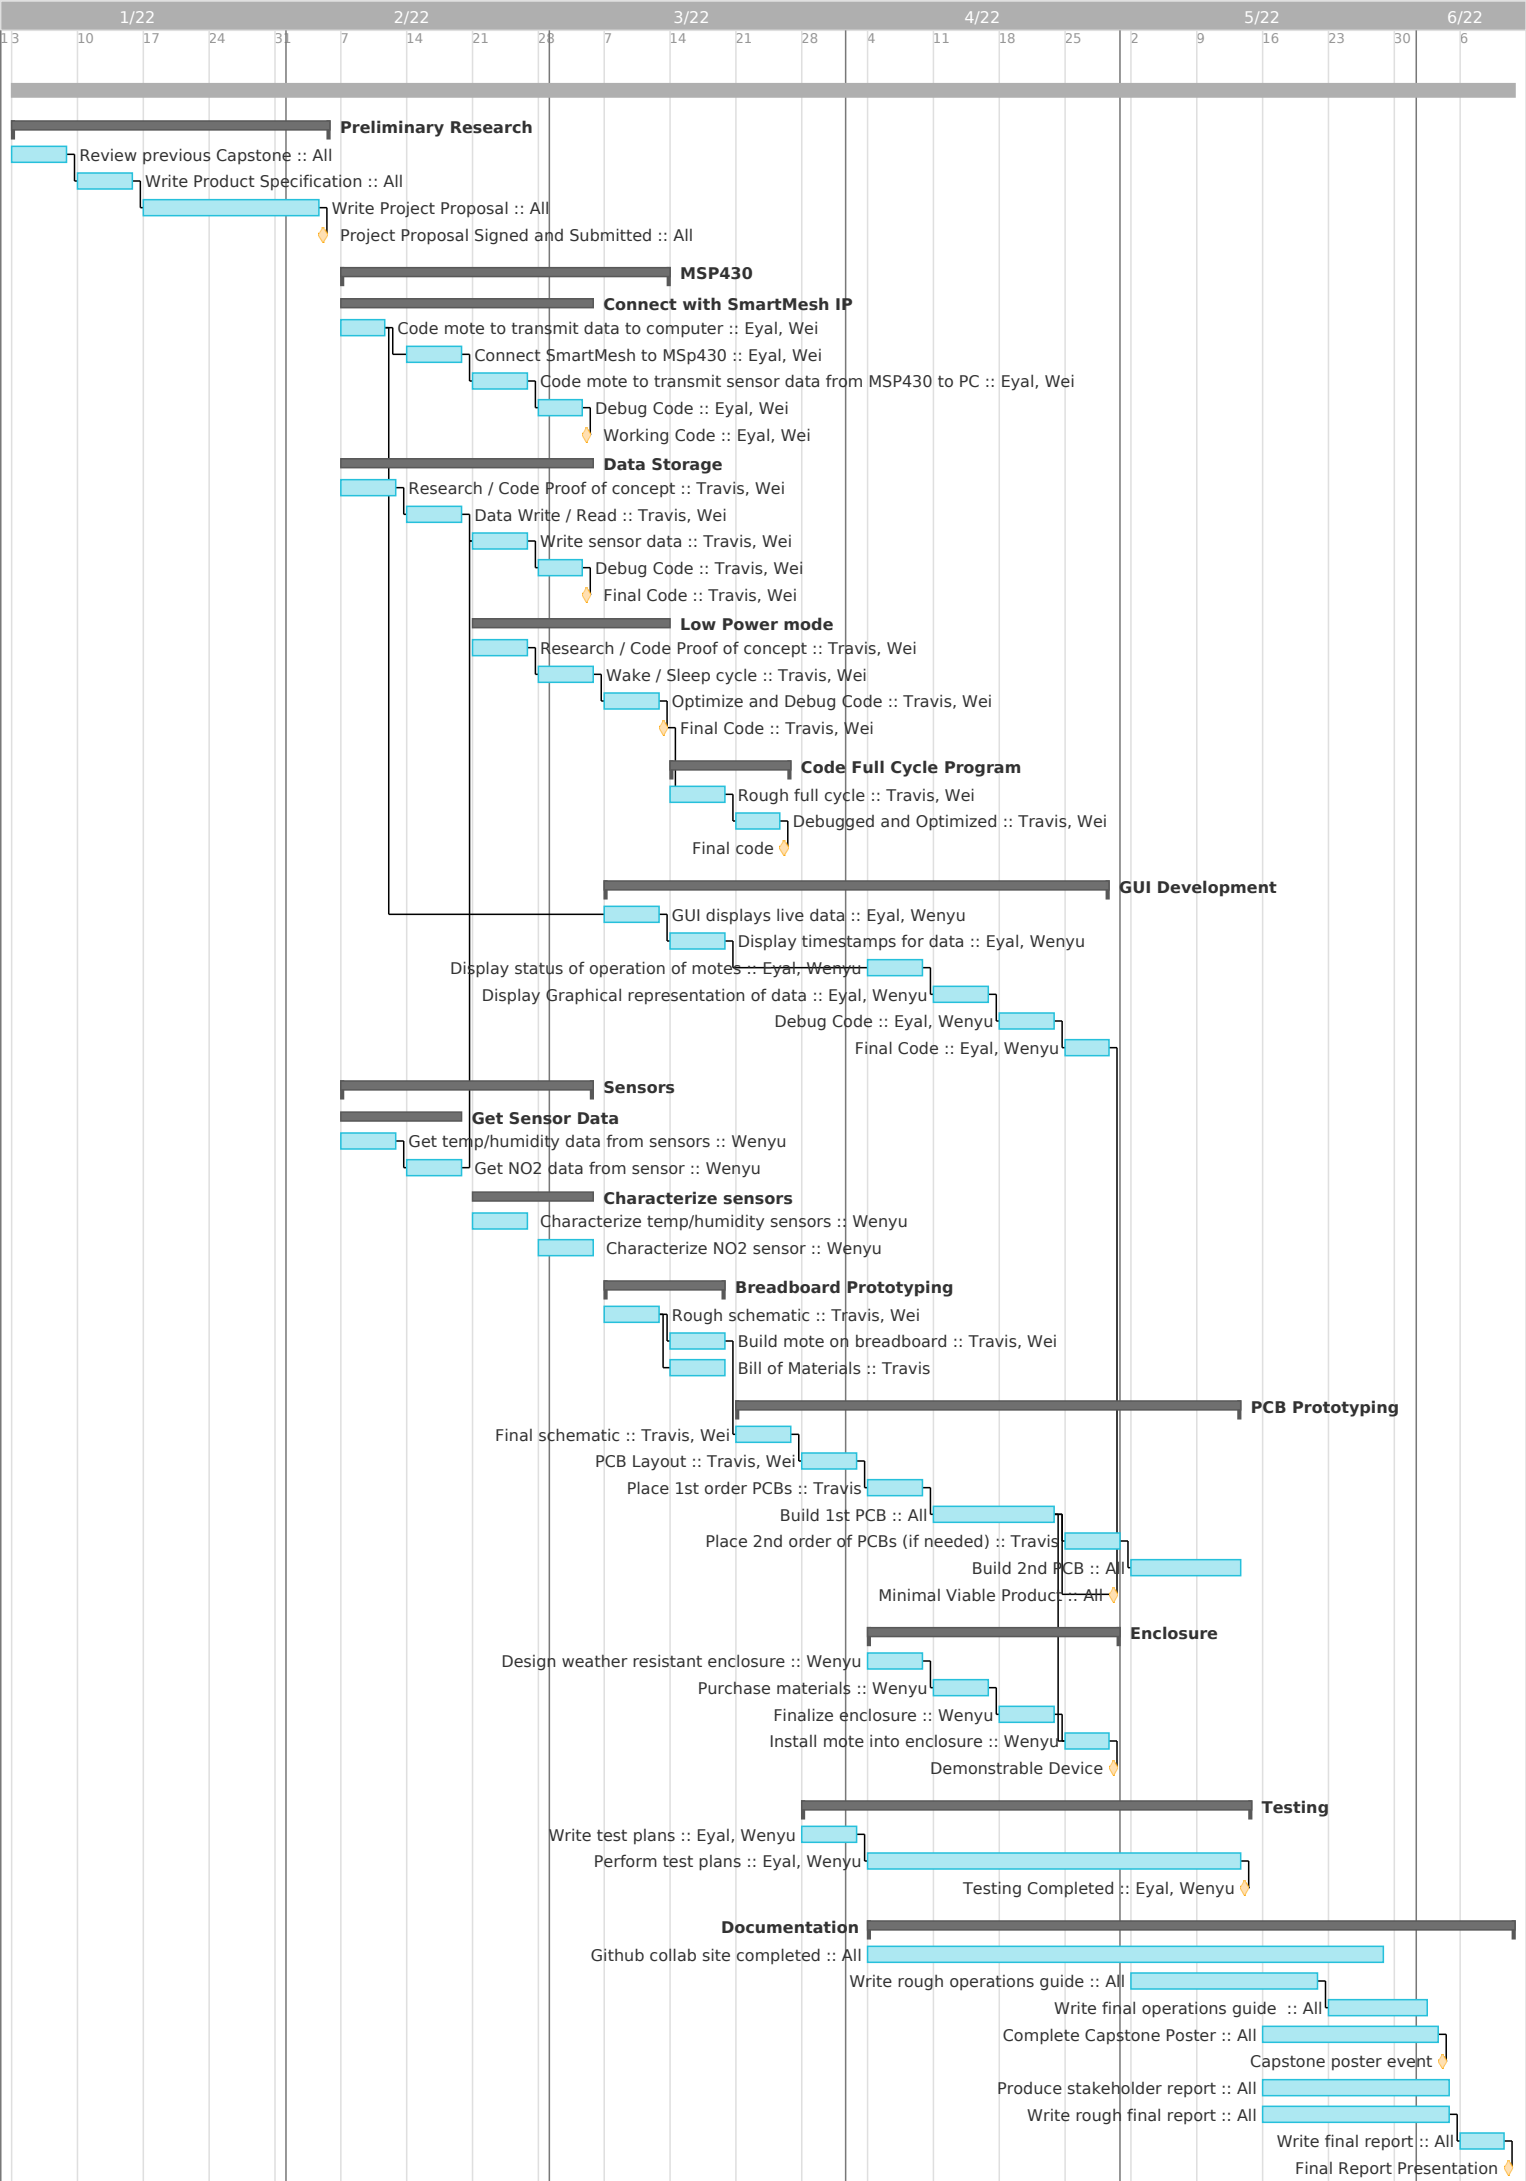 1/22 2/22 3/22 4/22 5/22 6/22
13 10 17 24 31 7 14 21 28 7 14 21 28 4 11 18 25 2 9 16 23 30 6
Preliminary Research
Review previous Capstone :: All
Write Product Specification :: All
Write Project Proposal :: All
Project Proposal Signed and Submitted :: All
MSP430
Connect with SmartMesh IP
Code mote to transmit data to computer :: Eyal, Wei
Connect SmartMesh to MSp430 :: Eyal, Wei
Code mote to transmit sensor data from MSP430 to PC :: Eyal, Wei
Debug Code :: Eyal, Wei
Working Code :: Eyal, Wei
Data Storage
Research / Code Proof of concept :: Travis, Wei
Data Write / Read :: Travis, Wei
Write sensor data :: Travis, Wei
Debug Code :: Travis, Wei
Final Code :: Travis, Wei
Low Power mode
Research / Code Proof of concept :: Travis, Wei
Wake / Sleep cycle :: Travis, Wei
Optimize and Debug Code :: Travis, Wei
Final Code :: Travis, Wei
Code Full Cycle Program
Rough full cycle :: Travis, Wei
Debugged and Optimized :: Travis, Wei
Final code
GUI Development
GUI displays live data :: Eyal, Wenyu
Display timestamps for data :: Eyal, Wenyu
Display status of operation of motes :: Eyal, Wenyu
Display Graphical representation of data :: Eyal, Wenyu
Debug Code :: Eyal, Wenyu
Final Code :: Eyal, Wenyu
Sensors
Get Sensor Data
Get temp/humidity data from sensors :: Wenyu
Get NO2 data from sensor :: Wenyu
Characterize sensors
Characterize temp/humidity sensors :: Wenyu
Characterize NO2 sensor :: Wenyu
Breadboard Prototyping
Rough schematic :: Travis, Wei
Build mote on breadboard :: Travis, Wei
Bill of Materials :: Travis
PCB Prototyping
Final schematic :: Travis, Wei
PCB Layout :: Travis, Wei
Place 1st order PCBs :: Travis
Build 1st PCB :: All
Place 2nd order of PCBs (if needed) :: Travis
Build 2nd PCB :: All
Minimal Viable Product :: All
Enclosure
Design weather resistant enclosure :: Wenyu
Purchase materials :: Wenyu
Finalize enclosure :: Wenyu
Install mote into enclosure :: Wenyu
Demonstrable Device
Testing
Write test plans :: Eyal, Wenyu
Perform test plans :: Eyal, Wenyu
Testing Completed :: Eyal, Wenyu
Documentation
Github collab site completed :: All
Write rough operations guide :: All
Write final operations guide  :: All
Complete Capstone Poster :: All
Capstone poster event
Produce stakeholder report :: All
Write rough final report :: All
Write final report :: All
Final Report Presentation